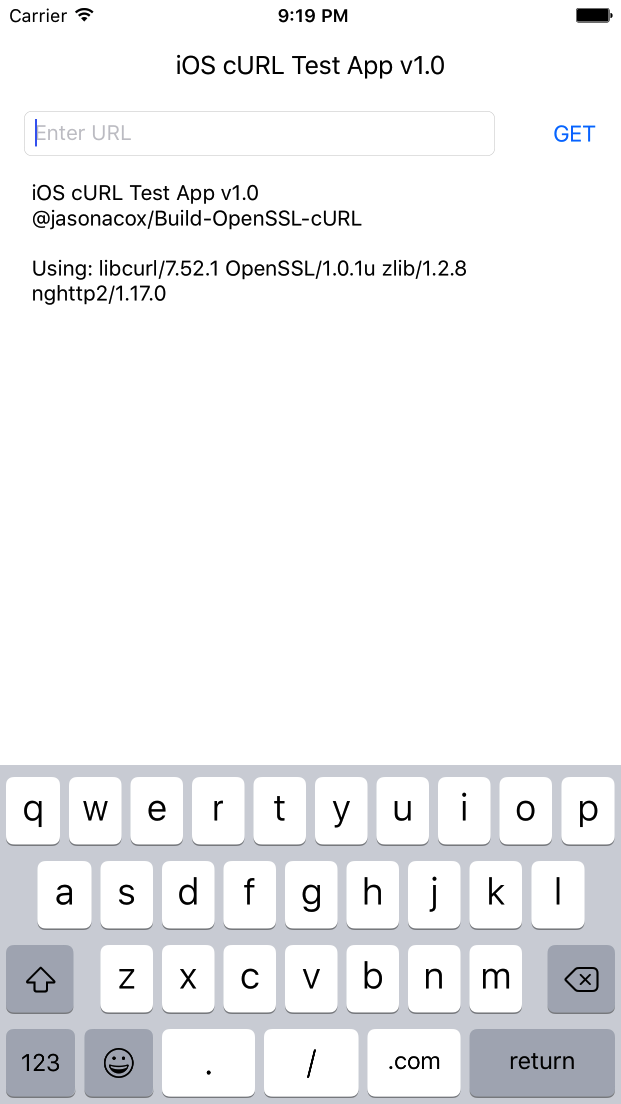 Carrier 9:19 PM
iOS cURL Test App v1.0
Enter URL GET
iOS cURL Test App v1.0
@jasonacox/Build-OpenSSL-cURL
Using: libcurl/7.52.1 OpenSSL/1.0.1u zlib/1.2.8
nghttp2/1.17.0
q w e r t y u i o p
a s d f g h j k l
z x c v b n m
123 . / .com return